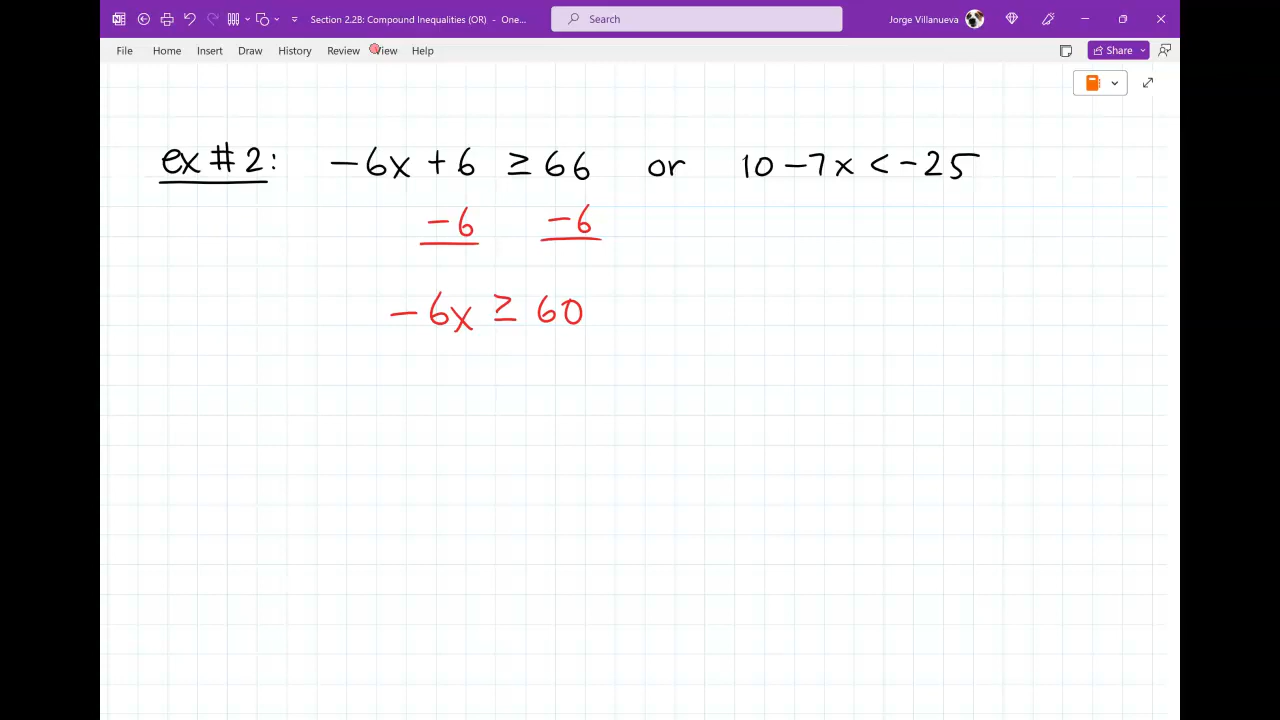 Section 2.2B: Compound Inequalities (OR) - One...
Search
Jorge Villanueva
File Home Insert Draw History Review View Help
Share
ex #2: -6x + 6 ≥ 66 or 10 - 7x < -25
-6 -6
-6x ≥ 60